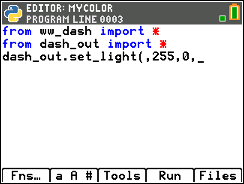 EDITOR: MYCOLOR
PROGRAM LINE 0003
from ww_dash import *
from dash_out import *
dash_out.set_light(,255,0,_
Fns… a A # Tools Run Files